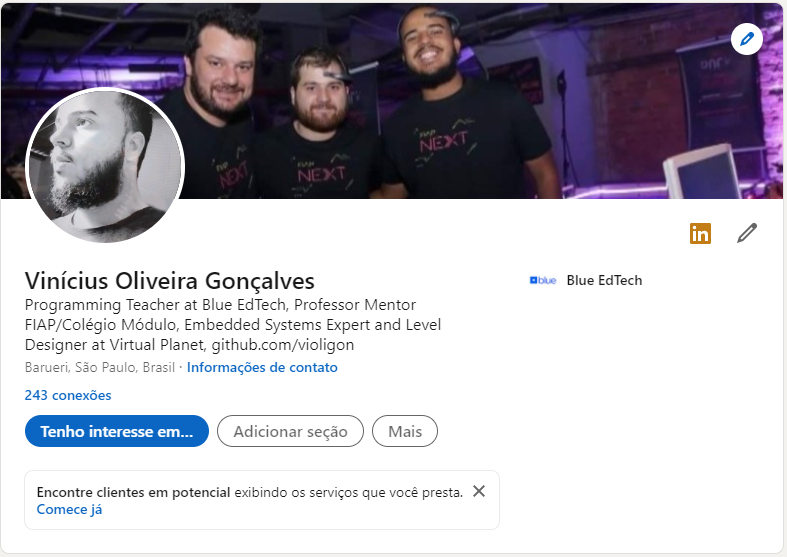 FIAP
NEXT
FIAP
NEXT
FIAP
NEXT
in
Vinícius Oliveira Gonçalves
blue
Blue EdTech
Programming Teacher at Blue EdTech, Professor Mentor
FIAP/Colégio Módulo, Embedded Systems Expert and Level
Designer at Virtual Planet, github.com/violigon
Barueri, São Paulo, Brasil · Informações de contato
243 conexões
Tenho interesse em...
Adicionar seção
Mais
Encontre clientes em potencial exibindo os serviços que você presta.
Comece já